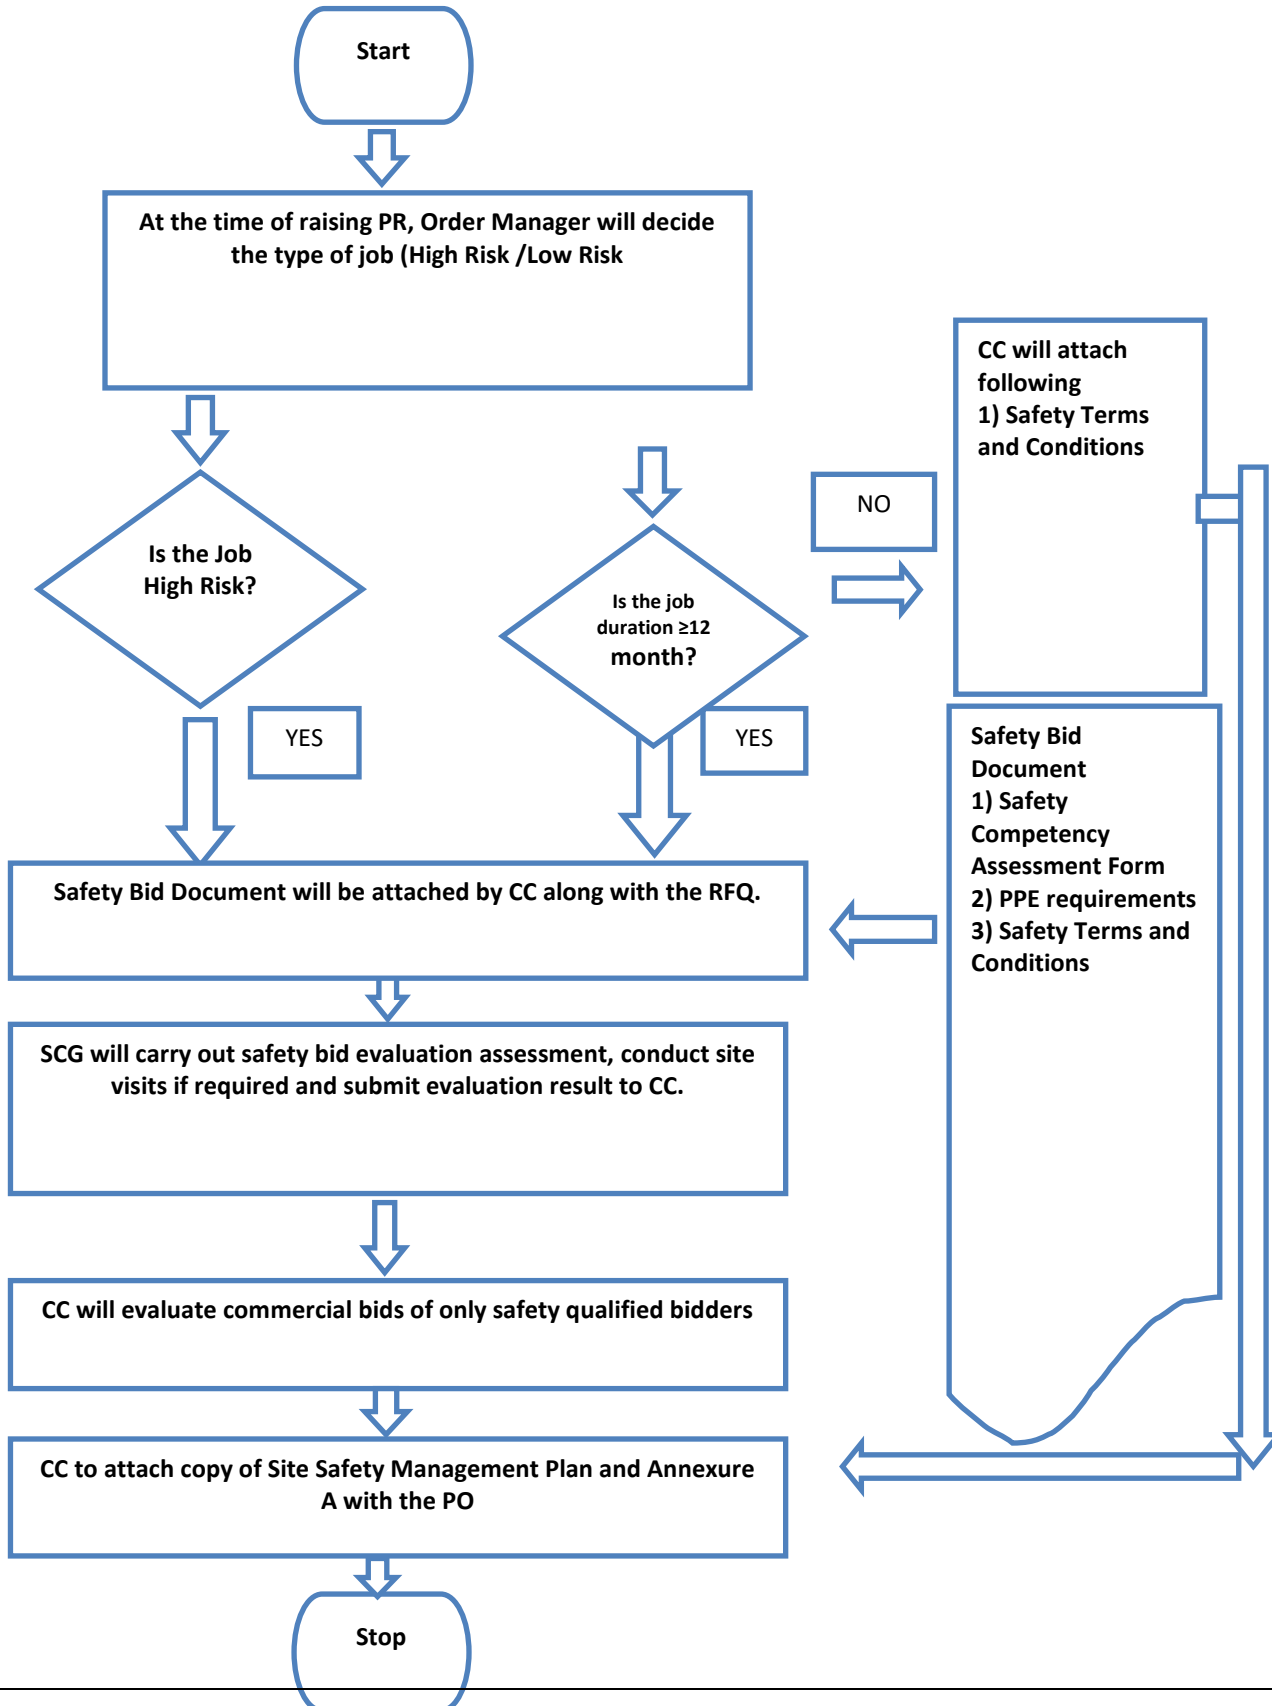 Start
At the time of raising PR, Order Manager will decide
the type of job (High Risk /Low Risk
CC will attach
following
1) Safety Terms
and Conditions
NO
Is the Job
High Risk?
Is the job
duration ≥12
month?
YES
YES
Safety Bid
Document
1) Safety
Competency
Assessment Form
2) PPE requirements
3) Safety Terms and
Conditions
Safety Bid Document will be attached by CC along with the RFQ.
SCG will carry out safety bid evaluation assessment, conduct site
visits if required and submit evaluation result to CC.
CC will evaluate commercial bids of only safety qualified bidders
CC to attach copy of Site Safety Management Plan and Annexure
A with the PO
Stop